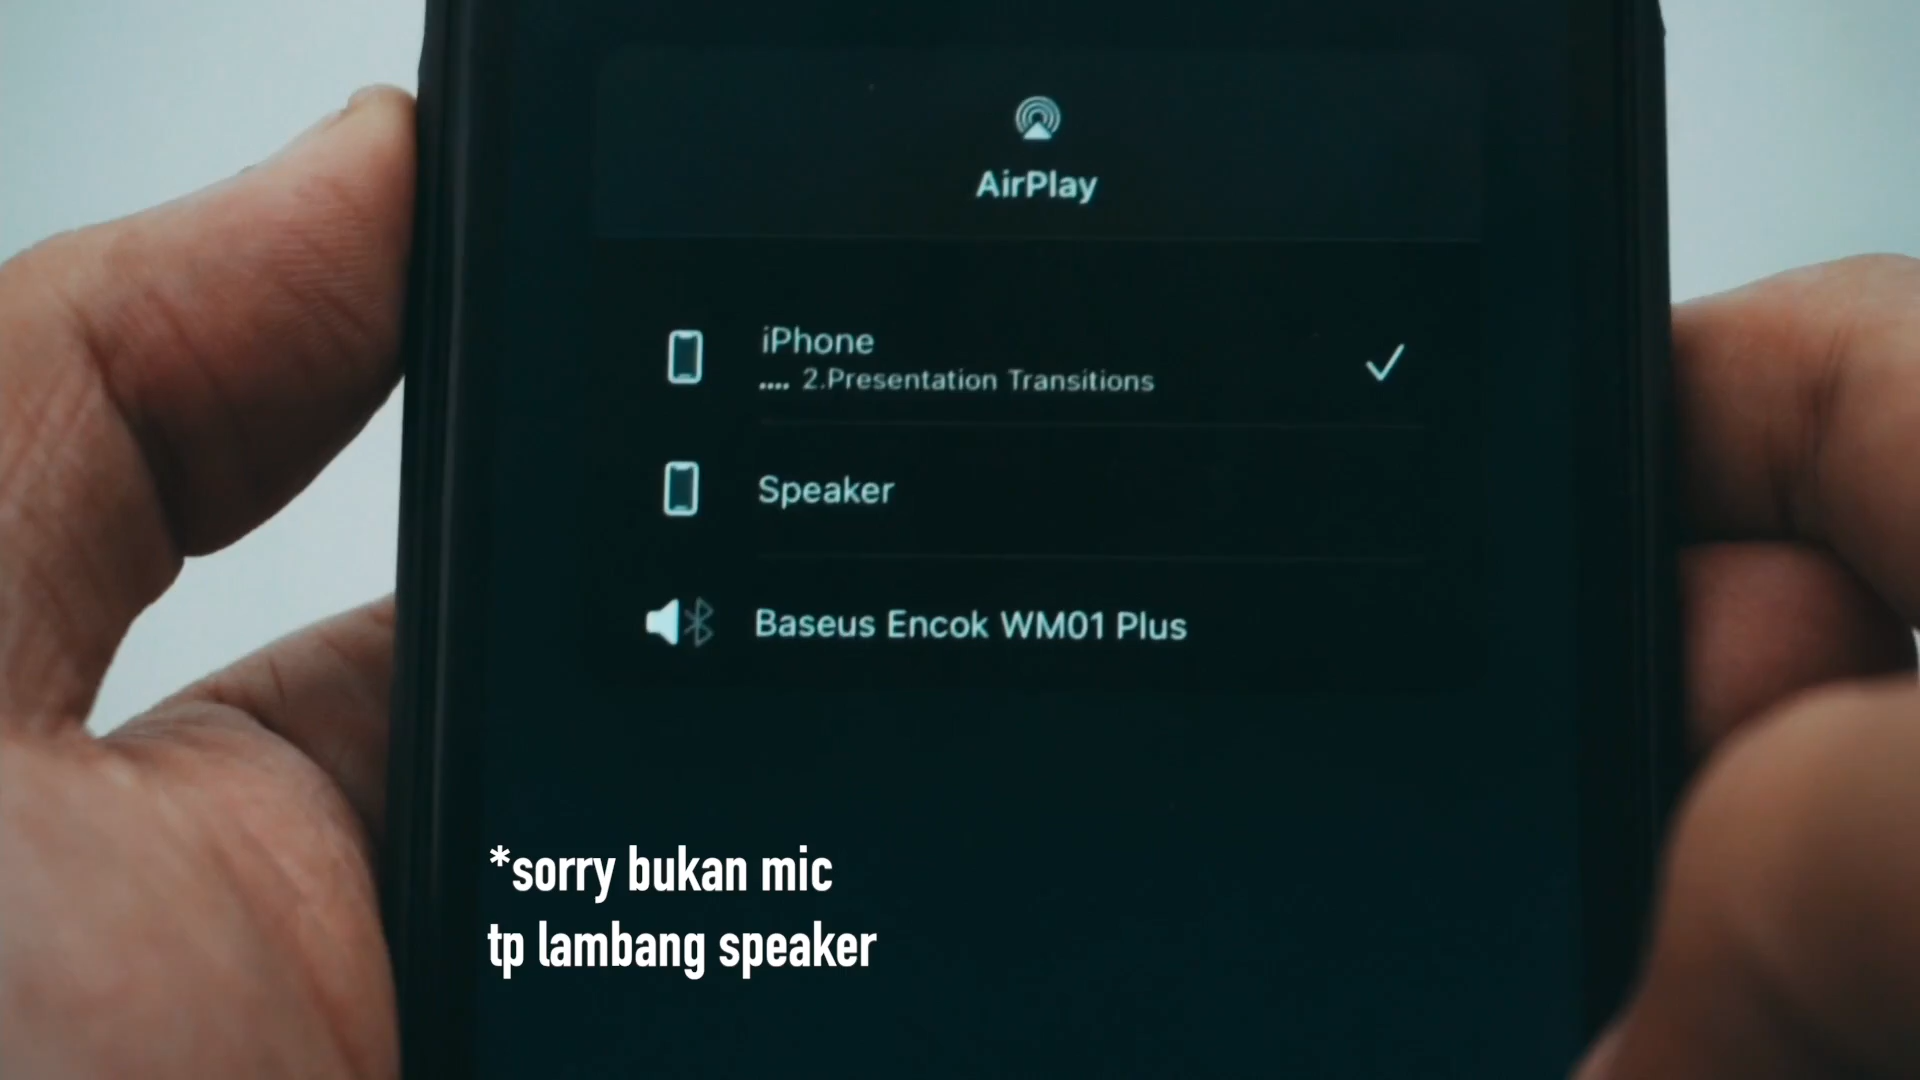 AirPlay
iPhone
.... 2.Presentation Transitions
Speaker
Baseus Encok WM01 Plus
*sorry bukan mic
tp lambang speaker